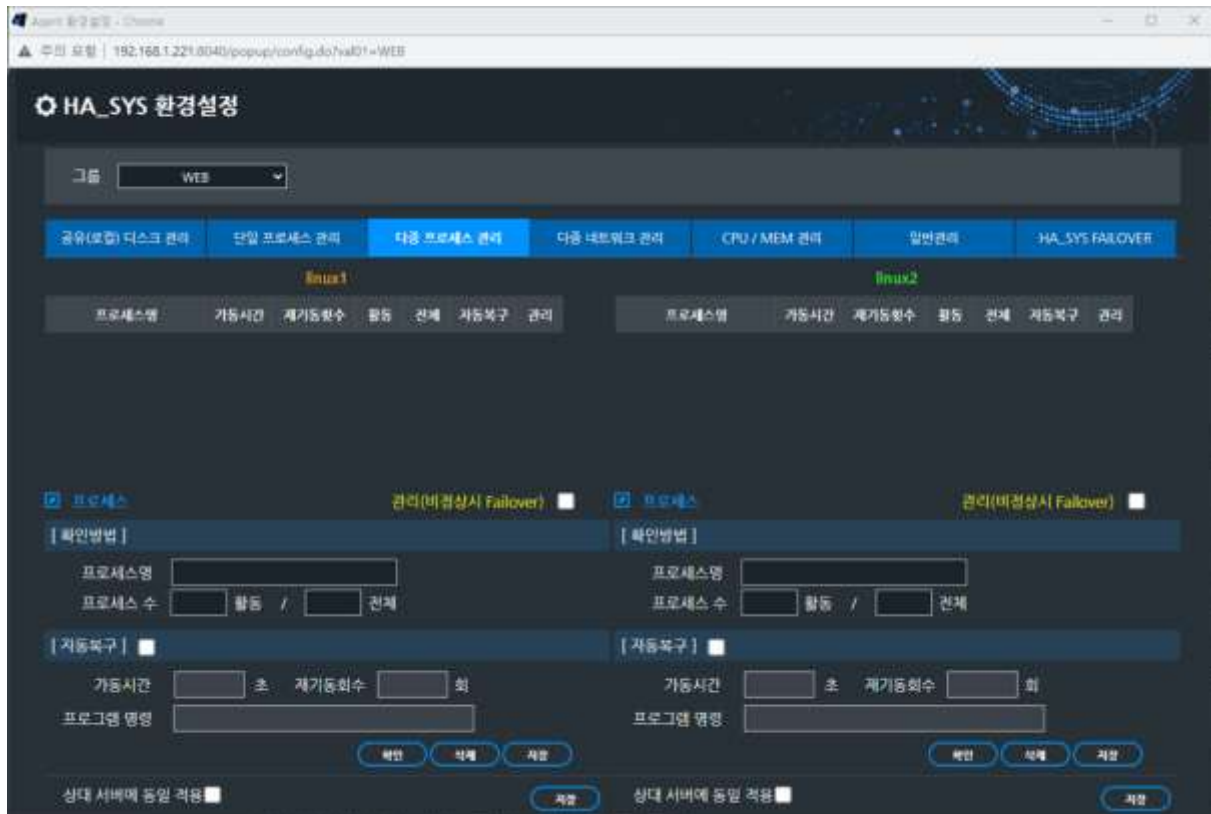 Agent 환경설정 - Chrome
주의 요함 | 192.168.1.221:8040/popup/config.do?val01=WEB
HA_SYS 환경설정
그룹 WEB
공유(로컬) 디스크 관리 단일 프로세스 관리 다중 프로세스 관리 다중 네트워크 관리 CPU / MEM 관리 일반관리 HA_SYS FAILOVER
linux1 linux2
프로세스명 가동시간 재기동횟수 활동 전체 자동복구 관리 프로세스명 가동시간 재기동횟수 활동 전체 자동복구 관리
프로세스 관리(비정상시 Failover) 프로세스 관리(비정상시 Failover)
[ 확인방법 ] [ 확인방법 ]
프로세스명 프로세스명
프로세스 수 활동 / 전체 프로세스 수 활동 / 전체
[ 자동복구 ] [ 자동복구 ]
가동시간 초 재기동회수 회 가동시간 초 재기동회수 회
프로그램 명령 프로그램 명령
확인 삭제 저장 확인 삭제 저장
상대 서버에 동일 적용 저장 상대 서버에 동일 적용 저장